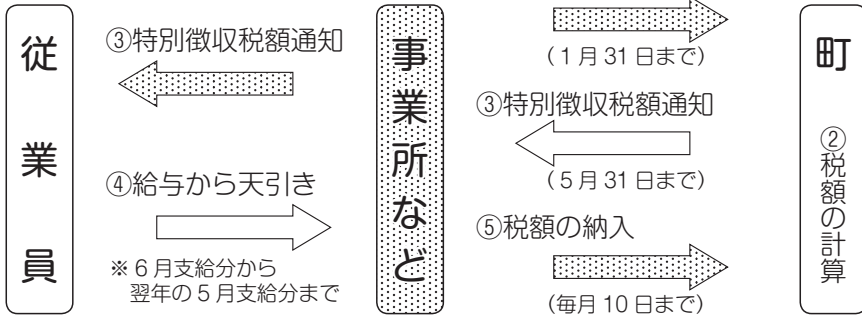 従業員
③特別徴収税額通知
④給与から天引き
※6月支給分から
翌年の5月支給分まで
事業所など
(1月31日まで)
③特別徴収税額通知
(5月31日まで)
⑤税額の納入
(毎月10日まで)
町
②税額の計算